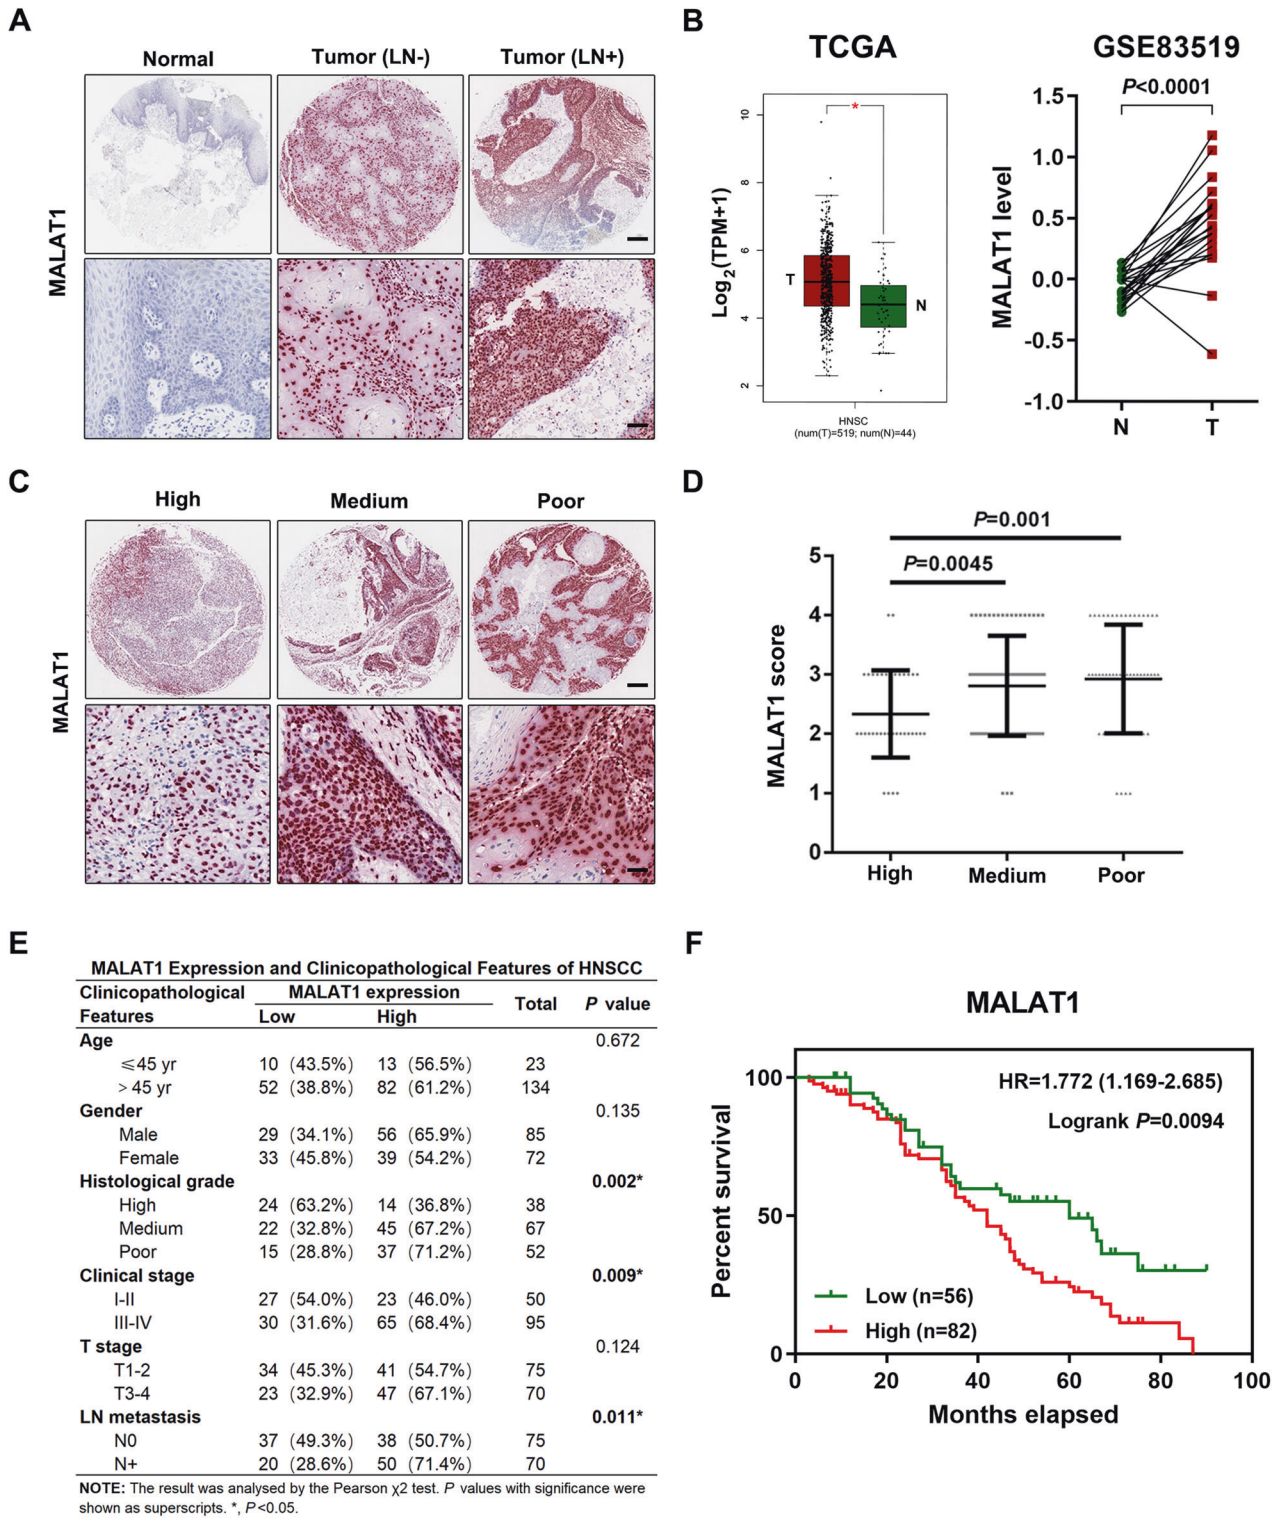 A
Normal
Tumor (LN-)
Tumor (LN+)
MALAT1
B
TCGA
GSE83519
Log2(TPM+1)
10
8
6
4
2
*
T
N
HNSC
(num(T)=519; num(N)=44)
P<0.0001
MALAT1 level
1.5
1.0
0.5
0.0
-0.5
-1.0
N
T
C
High
Medium
Poor
MALAT1
D
P=0.001
P=0.0045
MALAT1 score
5
4
3
2
1
0
High
Medium
Poor
E
MALAT1 Expression and Clinicopathological Features of HNSCC
Clinicopathological Features MALAT1 expression Total P value
Low High
Age 0.672
≤45 yr 10 (43.5%) 13 (56.5%) 23
> 45 yr 52 (38.8%) 82 (61.2%) 134
Gender 0.135
Male 29 (34.1%) 56 (65.9%) 85
Female 33 (45.8%) 39 (54.2%) 72
Histological grade 0.002*
High 24 (63.2%) 14 (36.8%) 38
Medium 22 (32.8%) 45 (67.2%) 67
Poor 15 (28.8%) 37 (71.2%) 52
Clinical stage 0.009*
I-II 27 (54.0%) 23 (46.0%) 50
III-IV 30 (31.6%) 65 (68.4%) 95
T stage 0.124
T1-2 34 (45.3%) 41 (54.7%) 75
T3-4 23 (32.9%) 47 (67.1%) 70
LN metastasis 0.011*
N0 37 (49.3%) 38 (50.7%) 75
N+ 20 (28.6%) 50 (71.4%) 70
NOTE: The result was analysed by the Pearson χ2 test. P values with significance were
shown as superscripts. *, P<0.05.
F
MALAT1
HR=1.772 (1.169-2.685)
Logrank P=0.0094
Percent survival
100
50
0
Low (n=56)
High (n=82)
0 20 40 60 80 100
Months elapsed